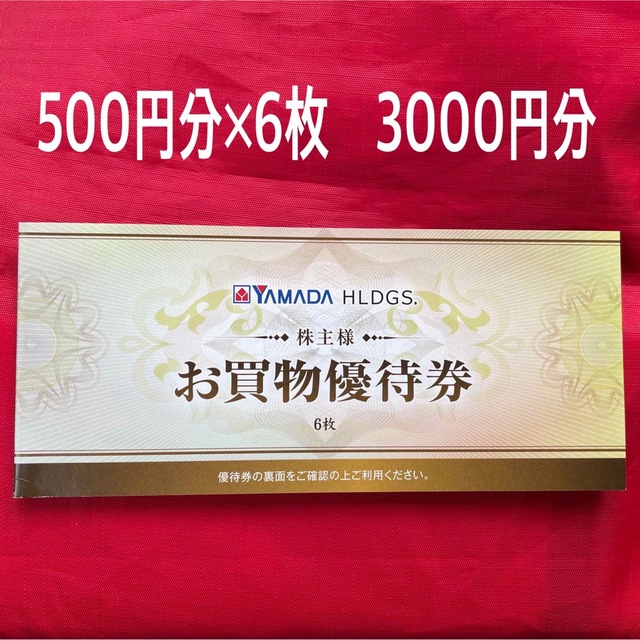 500円分×6枚　3000円分
YAMADA HLDGS.
株主様
お買物優待券
6枚
優待券の裏面をご確認の上ご利用ください。